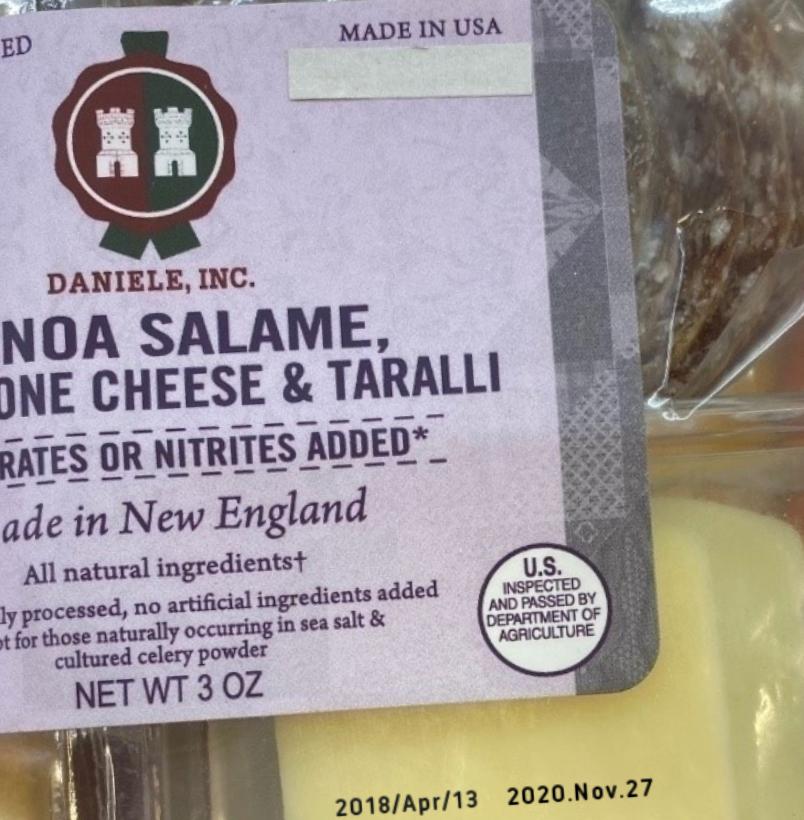 ED
MADE IN USA
DANIELE, INC.
NOA SALAME,
ONE CHEESE & TARALLI
RATES OR NITRITES ADDED*
ade in New England
All natural ingredients†
ly processed, no artificial ingredients added
pt for those naturally occurring in sea salt &
cultured celery powder
NET WT 3 OZ
U.S.
INSPECTED
AND PASSED BY
DEPARTMENT OF
AGRICULTURE
2018/Apr/13 2020.Nov.27